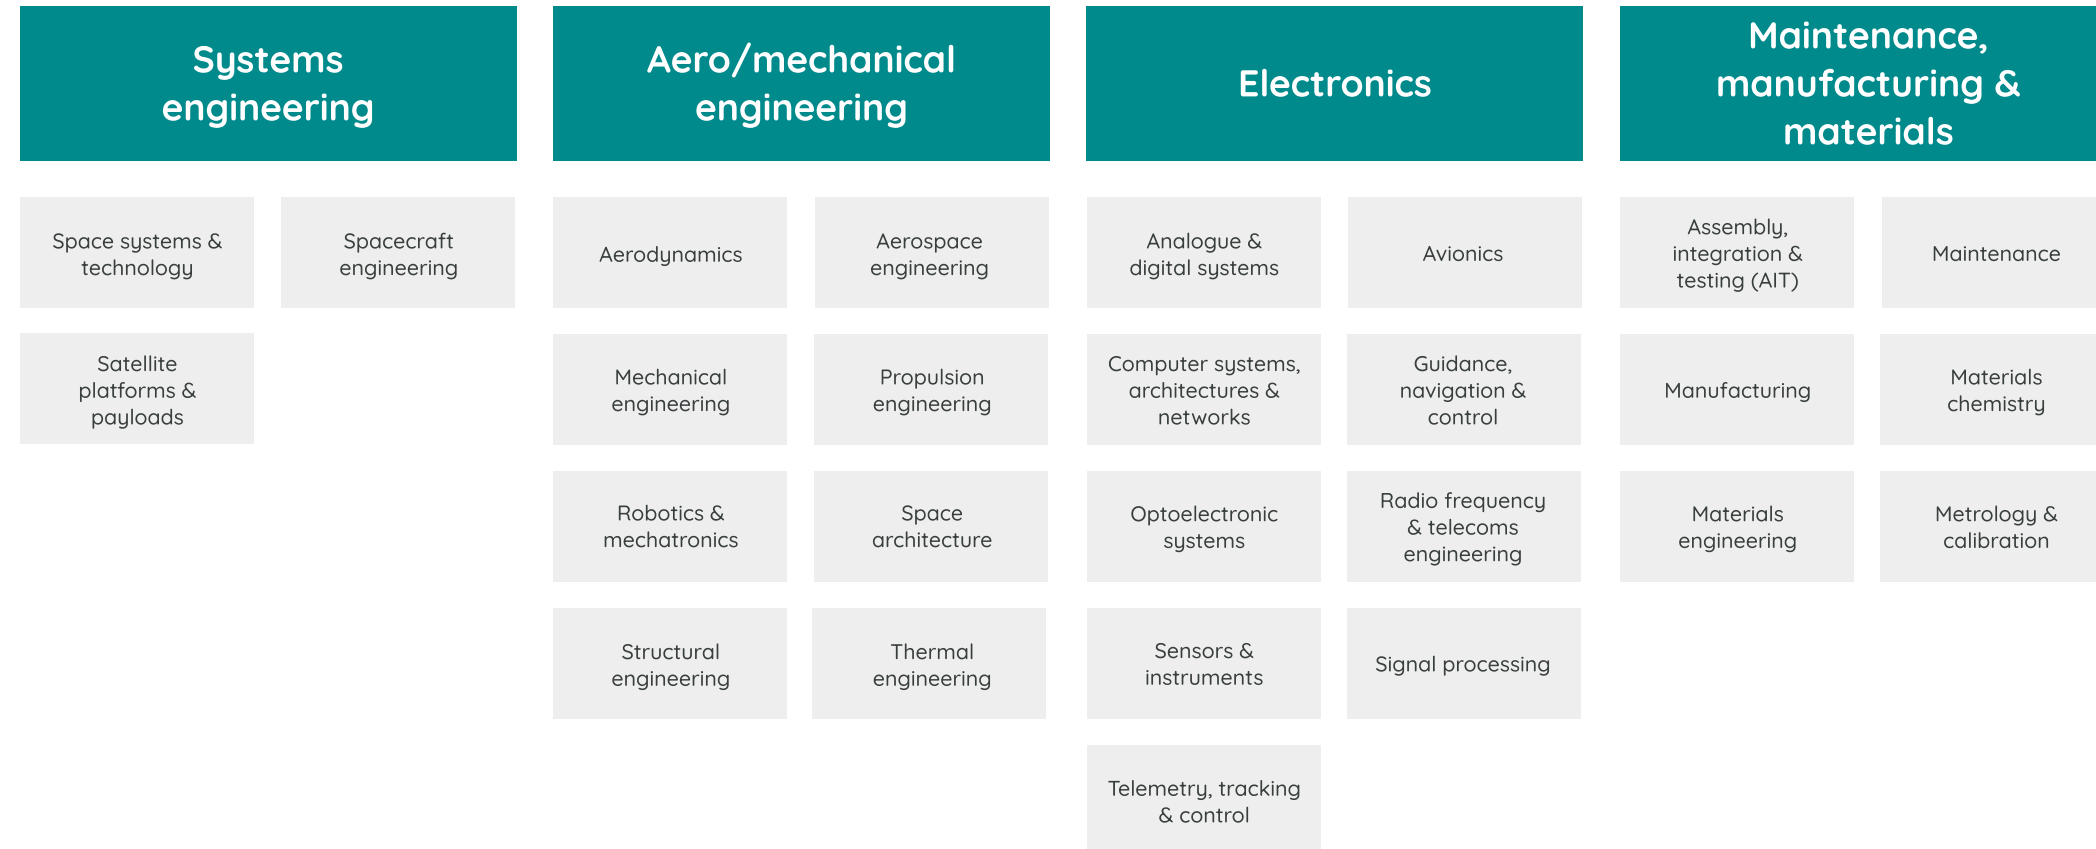 Systems
engineering
Aero/mechanical
engineering
Electronics
Maintenance,
manufacturing &
materials
Space systems &
technology
Spacecraft
engineering
Satellite
platforms &
payloads
Aerodynamics
Aerospace
engineering
Mechanical
engineering
Propulsion
engineering
Robotics &
mechatronics
Space
architecture
Structural
engineering
Thermal
engineering
Analogue &
digital systems
Avionics
Computer systems,
architectures &
networks
Guidance,
navigation &
control
Optoelectronic
systems
Radio frequency
& telecoms
engineering
Sensors &
instruments
Signal processing
Telemetry, tracking
& control
Assembly,
integration &
testing (AIT)
Maintenance
Manufacturing
Materials
chemistry
Materials
engineering
Metrology &
calibration